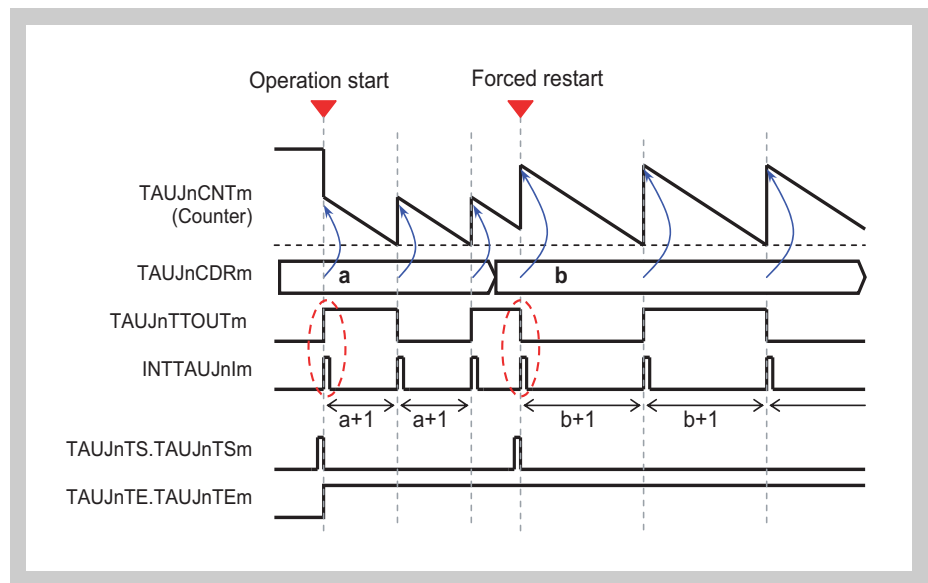 Operation start
Forced restart
TAUJnCNTm
(Counter)
TAUJnCDRm
a
b
TAUJnTTOUTm
INTTAUJnIm
a+1
a+1
b+1
b+1
TAUJnTS.TAUJnTSm
TAUJnTE.TAUJnTEm